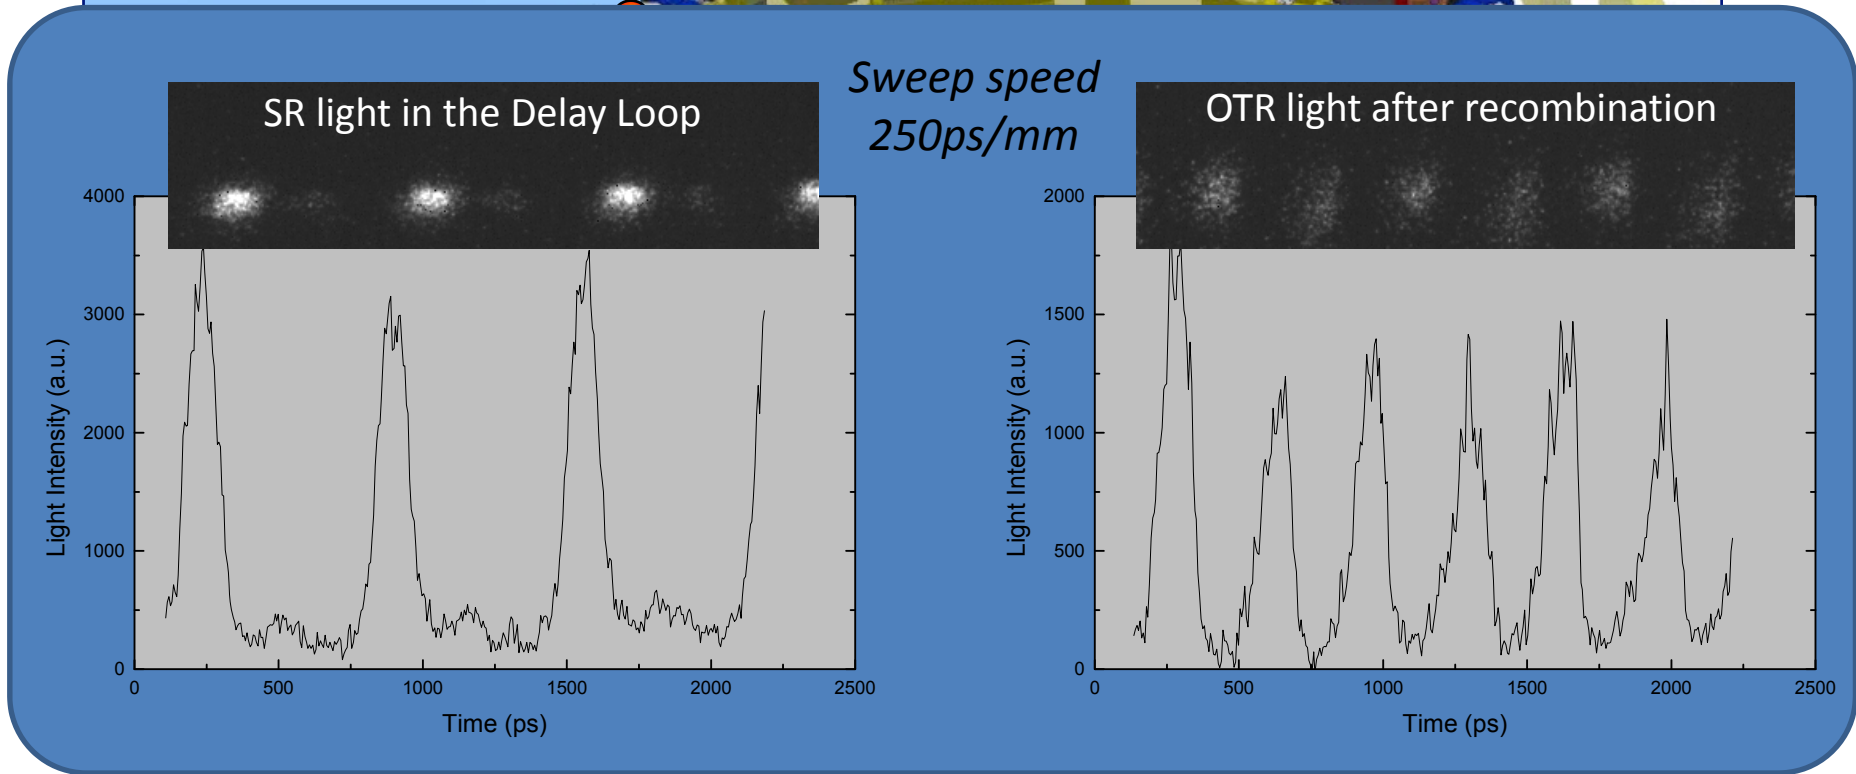 Sweep speed
250ps/mm
SR light in the Delay Loop
4000
3000
2000
1000
0
Light Intensity (a.u.)
0 500 1000 1500 2000 2500
Time (ps)
OTR light after recombination
2000
1500
1000
500
0
Light Intensity (a.u.)
0 500 1000 1500 2000 2500
Time (ps)